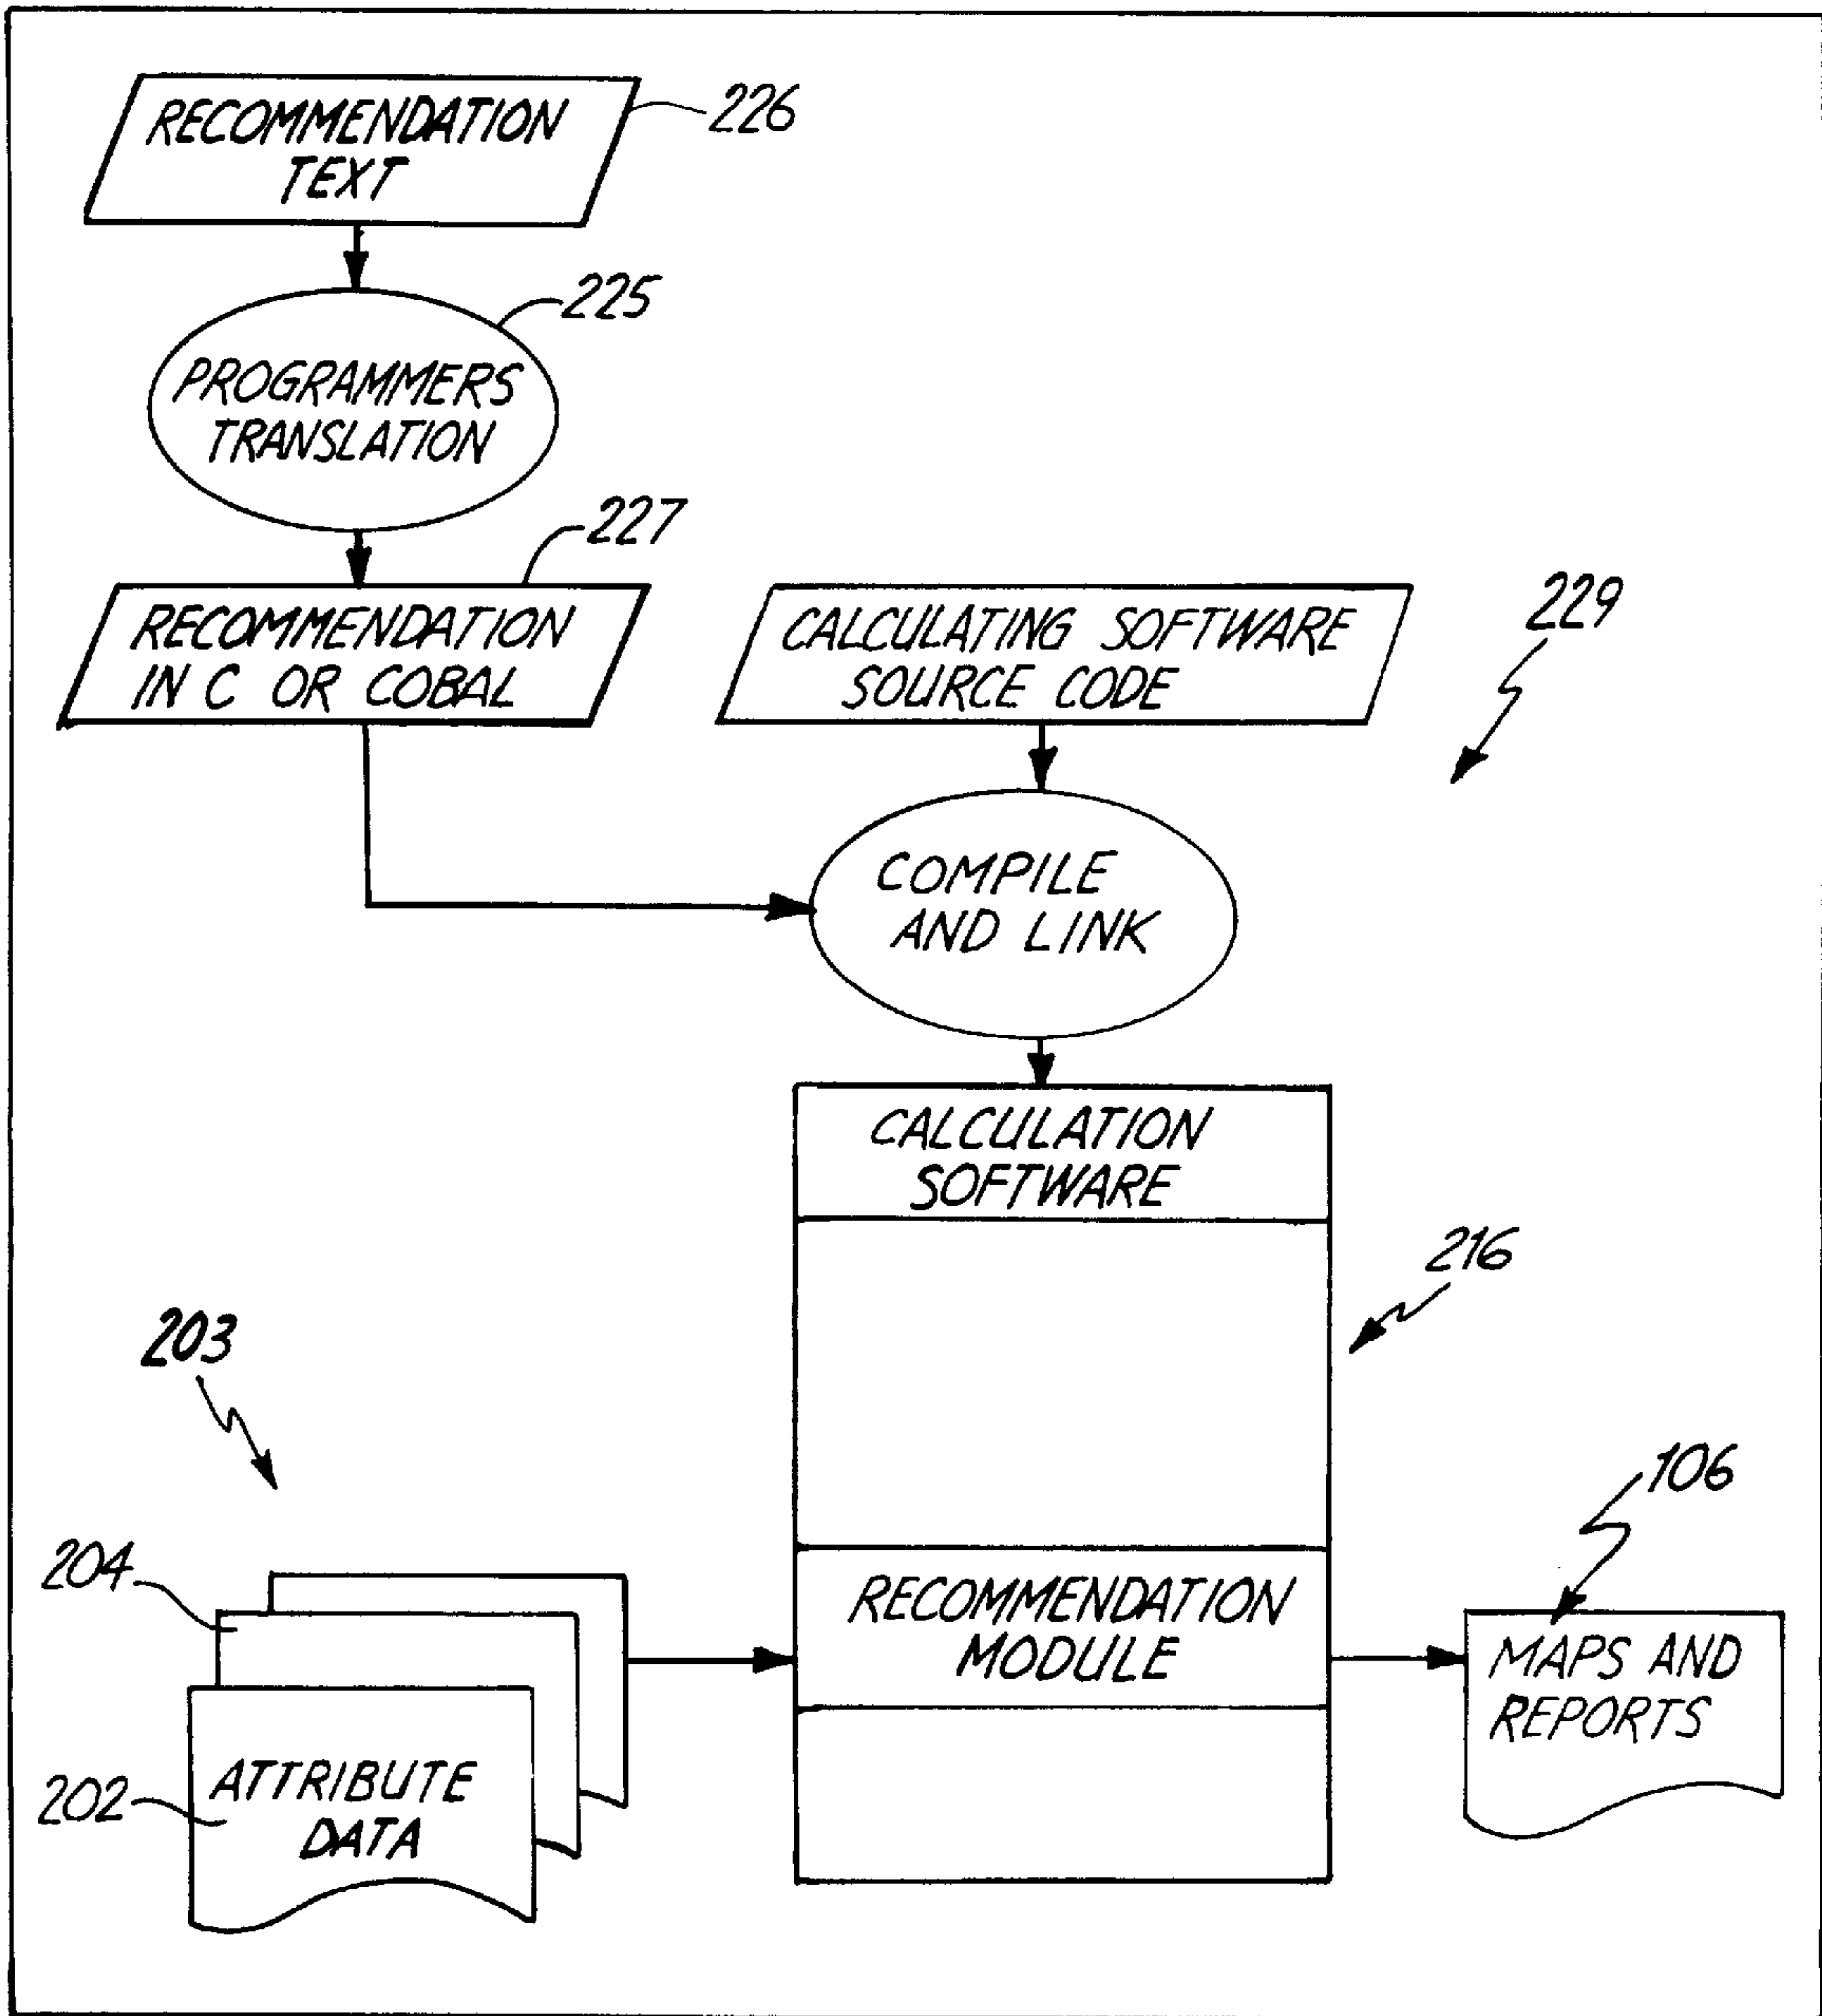 RECOMMENDATION
TEXT
226
225
PROGRAMMERS
TRANSLATION
227
RECOMMENDATION
IN C OR COBAL
CALCULATING SOFTWARE
SOURCE CODE
229
COMPILE
AND LINK
CALCULATION
SOFTWARE
216
203
106
204
RECOMMENDATION
MODULE
MAPS AND
REPORTS
202
ATTRIBUTE
DATA